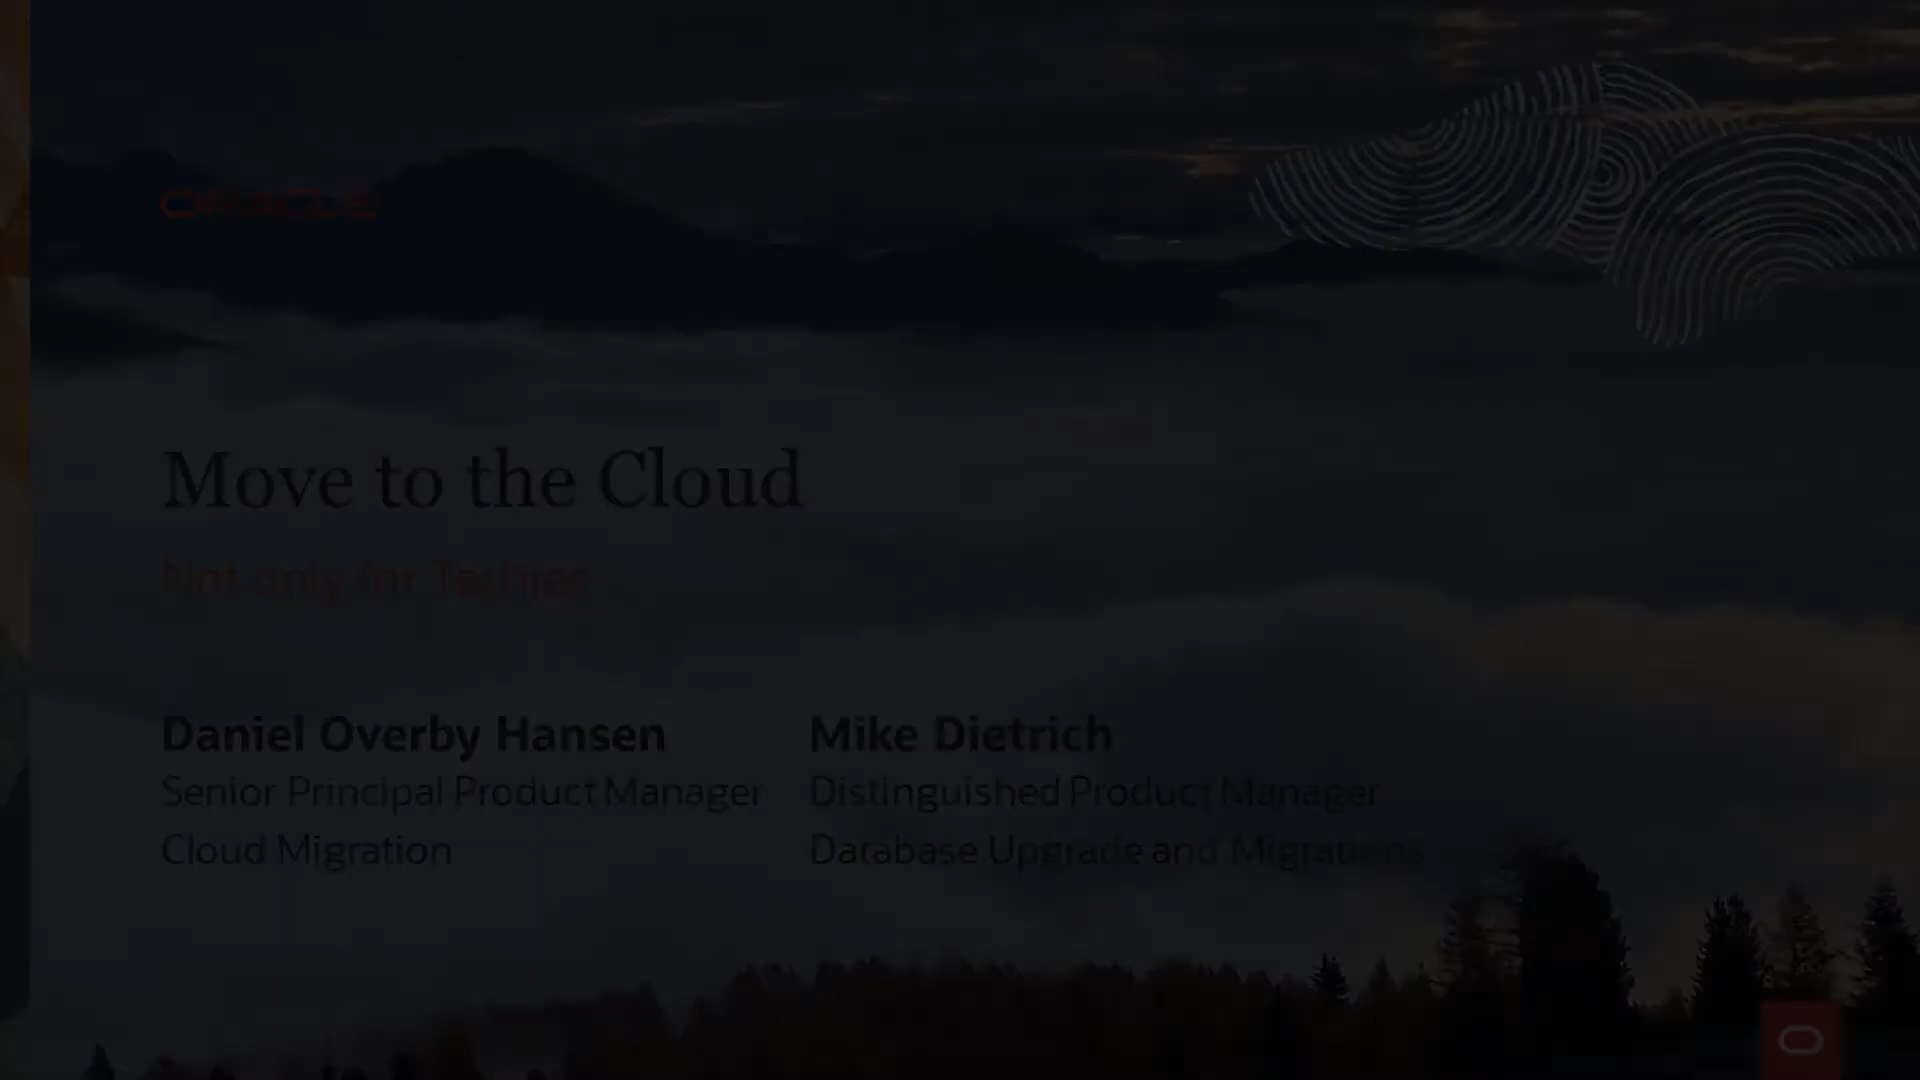 ORACLE
Move to the Cloud
Not only for Techies
Daniel Overby Hansen
Senior Principal Product Manager
Cloud Migration
Mike Dietrich
Distinguished Product Manager
Database Upgrade and Migrations